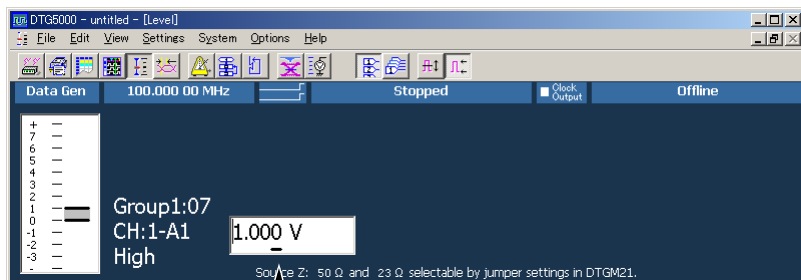 DTG5000 - untitled - [Level]
File Edit View Settings System Options Help
Data Gen 100.000 00 MHz Stopped Clock Output Offline
+
7
6
5
4
3
2
1
0
-1
-2
-3
-
Group1:07
CH:1-A1
High
1.000 V
Source Z: 50 Ω and 23 Ω selectable by jumper settings in DTGM21.